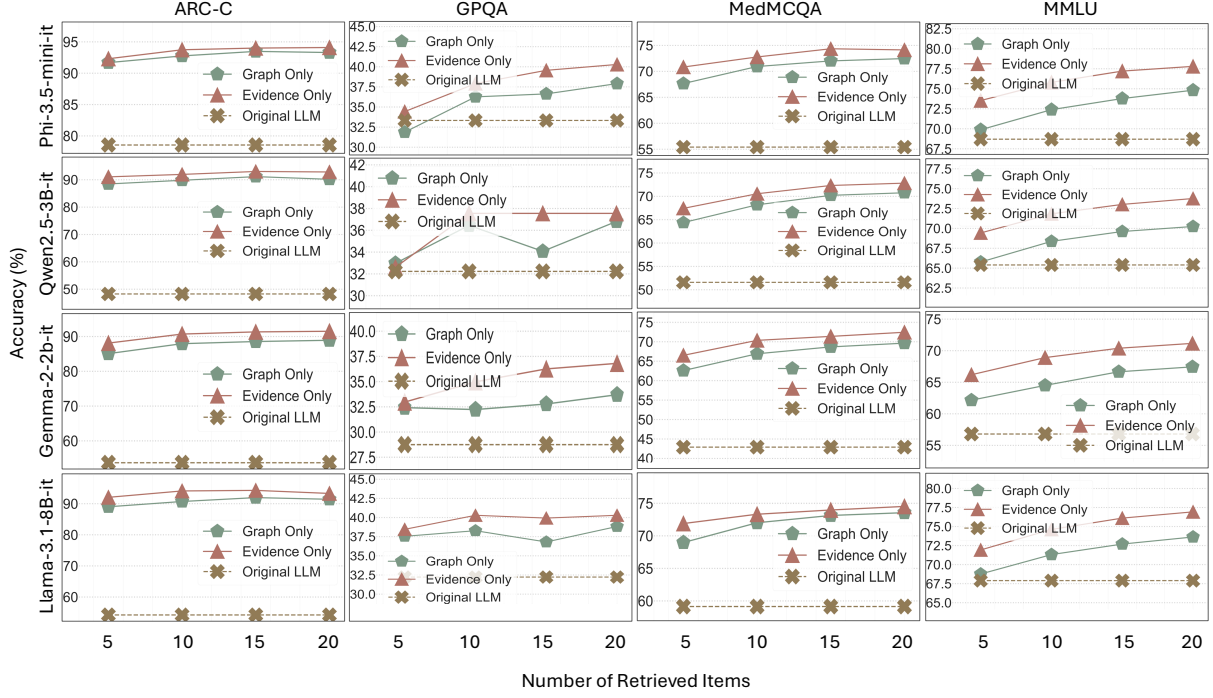 ARC-C
GPQA
MedMCQA
MMLU
Accuracy (%)
Phi-3.5-mini-it
95
90
85
80
Graph Only
Evidence Only
Original LLM
45.0
42.5
40.0
37.5
35.0
32.5
30.0
Graph Only
Evidence Only
Original LLM
75
70
65
60
55
Graph Only
Evidence Only
Original LLM
82.5
80.0
77.5
75.0
72.5
70.0
67.5
Graph Only
Evidence Only
Original LLM
Qwen2.5-3B-it
90
80
70
60
50
Graph Only
Evidence Only
Original LLM
42
40
38
36
34
32
30
Graph Only
Evidence Only
Original LLM
75
70
65
60
55
50
Graph Only
Evidence Only
Original LLM
77.5
75.0
72.5
70.0
67.5
65.0
62.5
Graph Only
Evidence Only
Original LLM
Gemma-2-2b-it
90
80
70
60
Graph Only
Evidence Only
Original LLM
40.0
37.5
35.0
32.5
30.0
27.5
Graph Only
Evidence Only
Original LLM
75
70
65
60
55
50
45
40
Graph Only
Evidence Only
Original LLM
75
70
65
60
55
Graph Only
Evidence Only
Original LLM
Llama-3.1-8B-it
90
80
70
60
Graph Only
Evidence Only
Original LLM
45.0
42.5
40.0
37.5
35.0
32.5
30.0
Graph Only
Evidence Only
Original LLM
75
70
65
60
Graph Only
Evidence Only
Original LLM
80.0
77.5
75.0
72.5
70.0
67.5
65.0
Graph Only
Evidence Only
Original LLM
5 10 15 20
5 10 15 20
5 10 15 20
5 10 15 20
Number of Retrieved Items